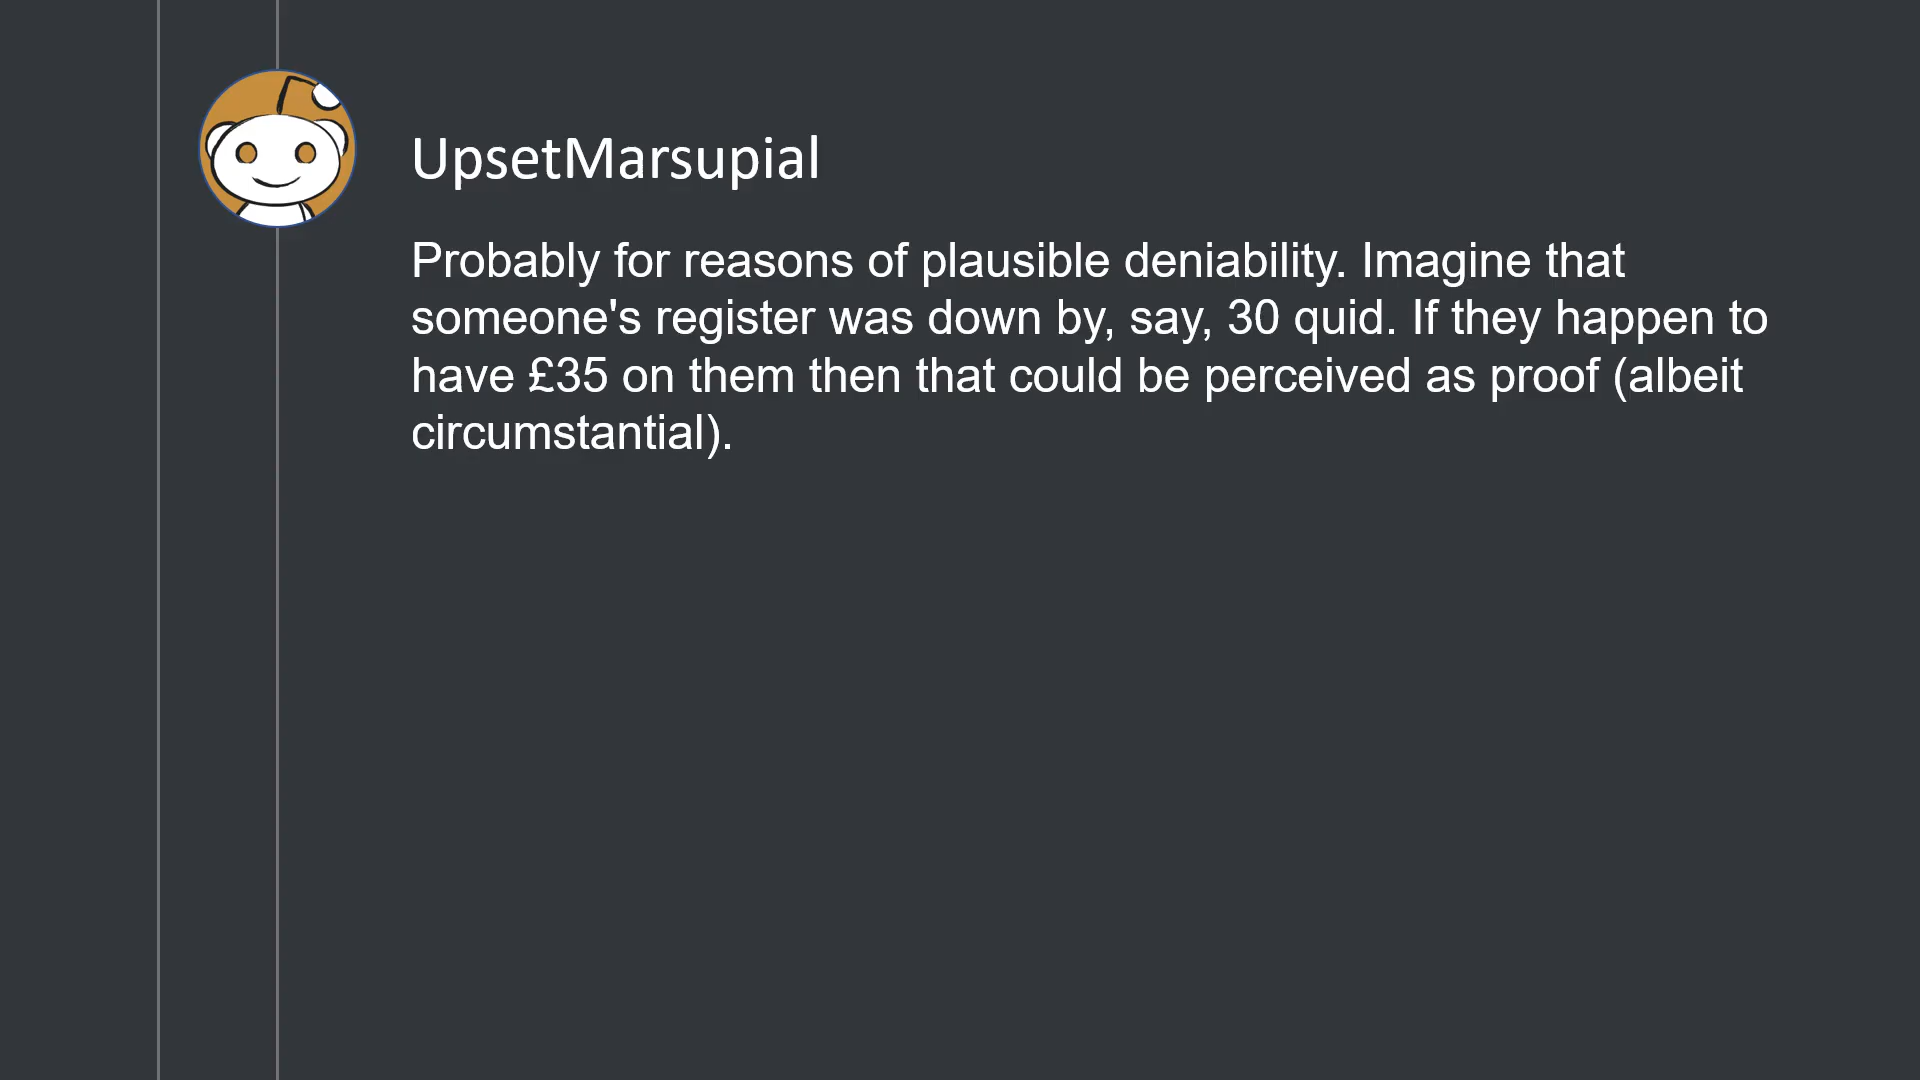 UpsetMarsupial
Probably for reasons of plausible deniability. Imagine that
someone's register was down by, say, 30 quid. If they happen to
have £35 on them then that could be perceived as proof (albeit
circumstantial).